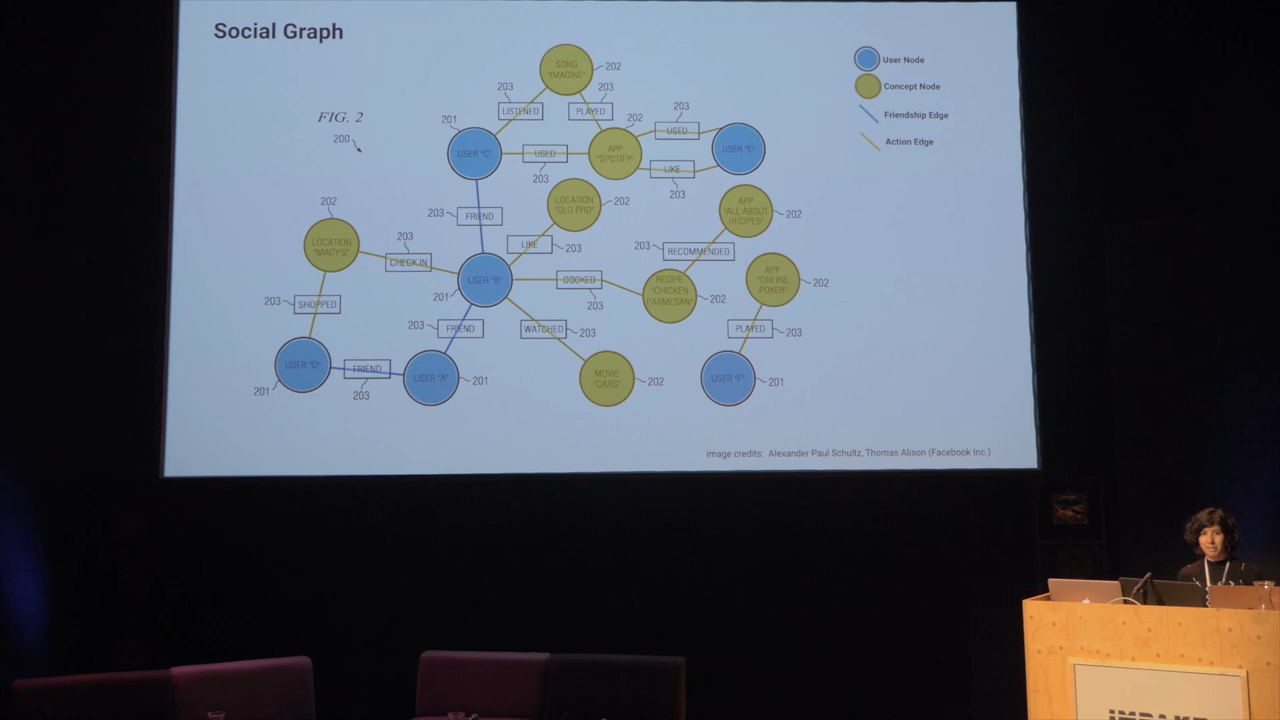 Social Graph
FIG. 2
200
SONG
"IMAGINE"
202
203
LISTENED
203
PLAYED
201
USER "C"
203
USED
202
APP
"SPOTIFY"
203
USED
LIKE
203
USER "E"
203
FRIEND
LOCATION
"OLD PRO"
202
LIKE
203
APP
"ALL ABOUT
RECIPES"
202
203
RECOMMENDED
202
LOCATION
"MACY'S"
203
CHECK IN
USER "B"
201
COOKED
203
RECIPE
"CHICKEN
PARMESAN"
202
APP
"ONLINE
POKER"
202
203
SHOPPED
203
FRIEND
WATCHED
203
PLAYED
203
USER "D"
201
FRIEND
203
USER "A"
201
MOVIE
"CARS"
202
USER "F"
201
User Node
Concept Node
Friendship Edge
Action Edge
image credits: Alexander Paul Schultz, Thomas Alison (Facebook Inc.)